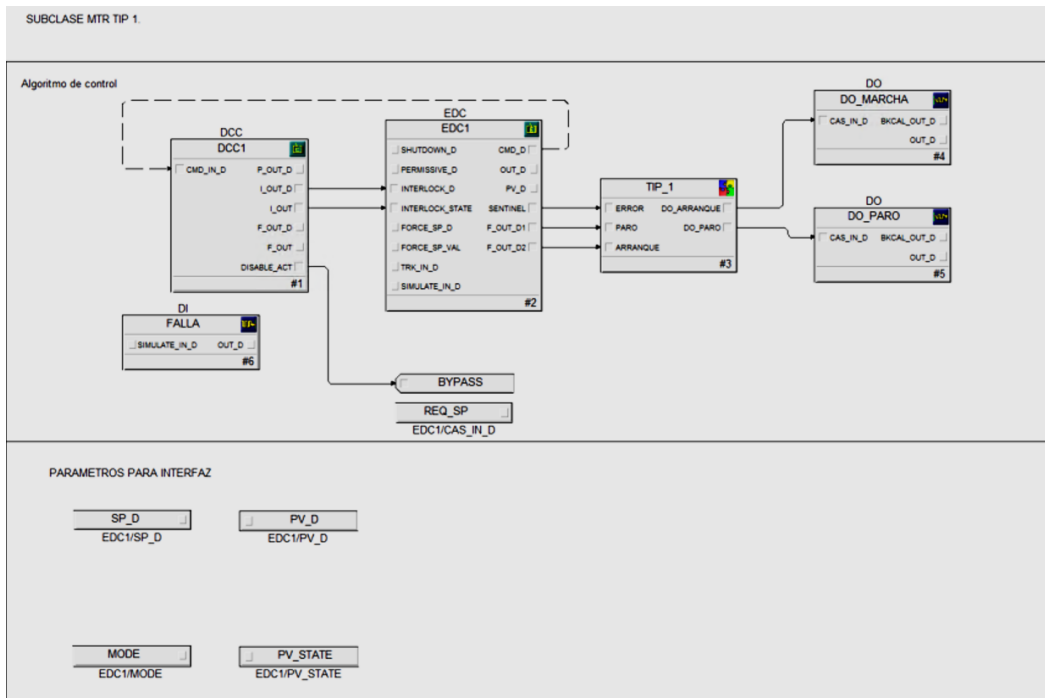 SUBCLASE MTR TIP 1.
Algoritmo de control
DCC
DCC1
CMD_IN_D P_OUT_D
I_OUT_D
I_OUT
F_OUT_D
F_OUT
DISABLE_ACT
#1
EDC
EDC1
SHUTDOWN_D CMD_D
PERMISSIVE_D OUT_D
INTERLOCK_D PV_D
INTERLOCK_STATE SENTINEL
FORCE_SP_D F_OUT_D1
FORCE_SP_VAL F_OUT_D2
TRK_IN_D
SIMULATE_IN_D
#2
TIP_1
ERROR DO_ARRANQUE
PARO DO_PARO
ARRANQUE
#3
DO
DO_MARCHA
CAS_IN_D BKCAL_OUT_D
OUT_D
#4
DO
DO_PARO
CAS_IN_D BKCAL_OUT_D
OUT_D
#5
DI
FALLA
SIMULATE_IN_D OUT_D
#6
BYPASS
REQ_SP
EDC1/CAS_IN_D
PARAMETROS PARA INTERFAZ
SP_D
EDC1/SP_D
PV_D
EDC1/PV_D
MODE
EDC1/MODE
PV_STATE
EDC1/PV_STATE